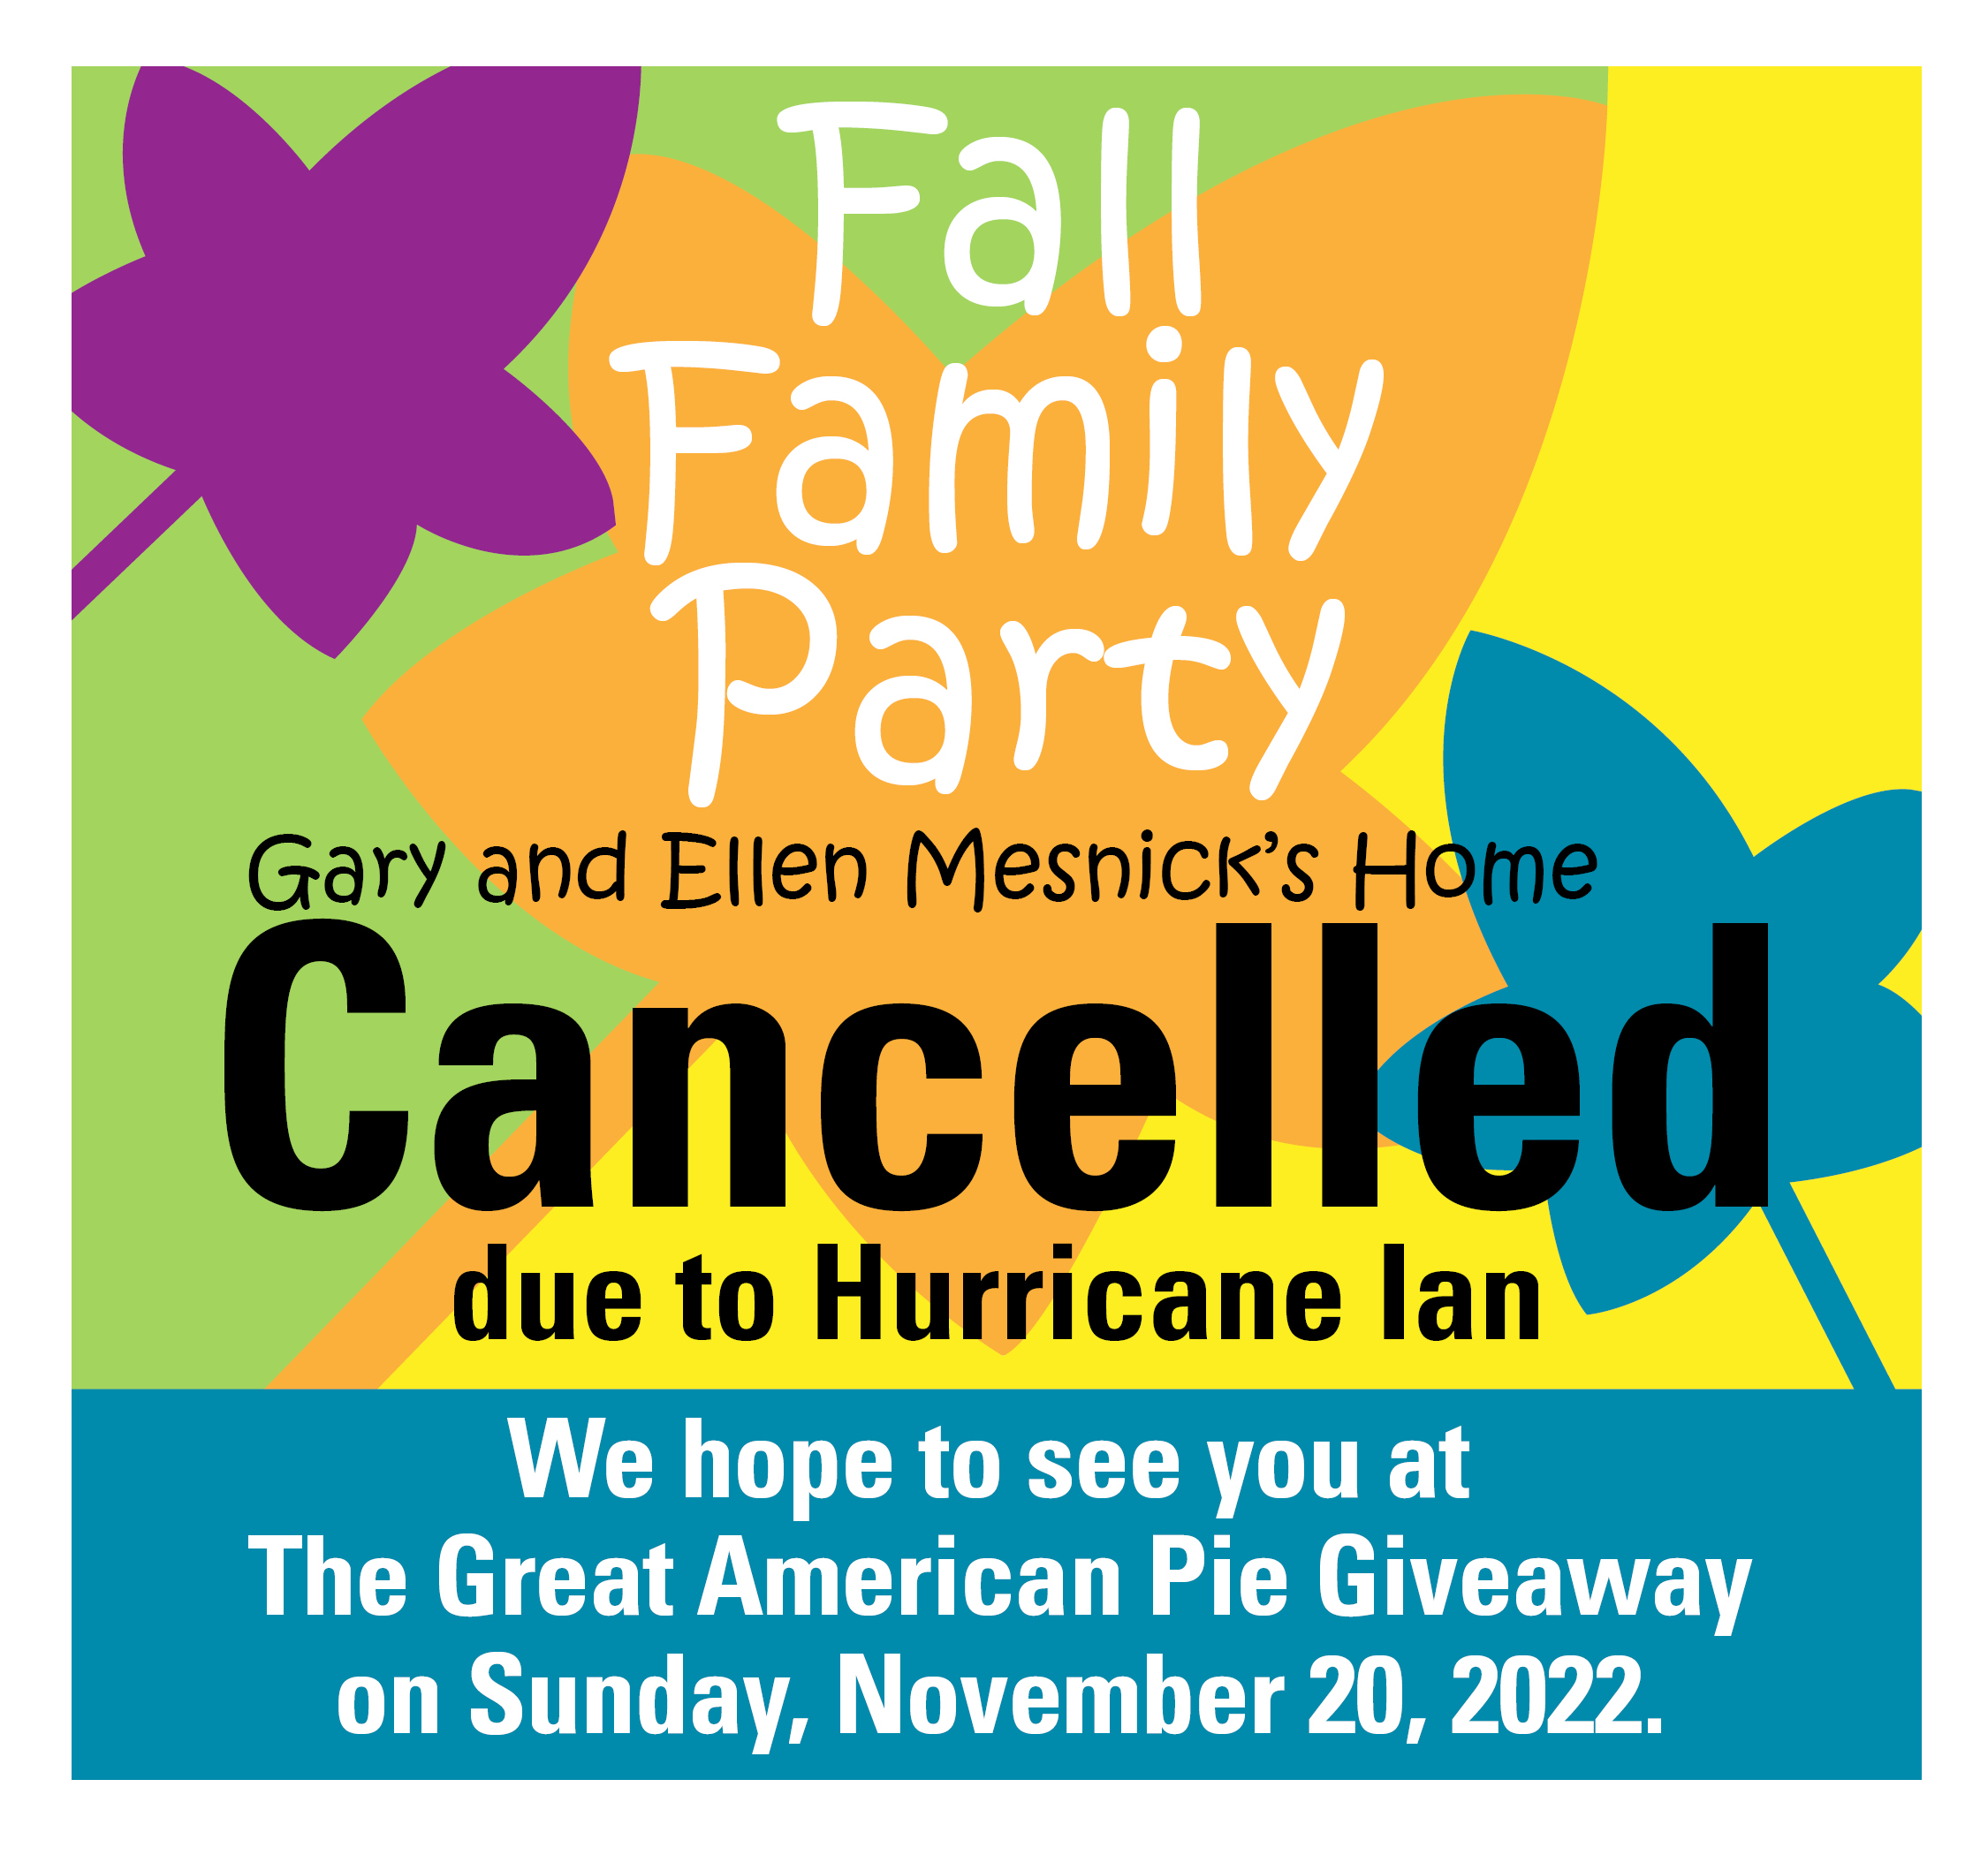 Fall
Family
Party
Gary and Ellen Mesnick's Home
Cancelled
due to Hurricane Ian
We hope to see you at
The Great American Pie Giveaway
on Sunday, November 20, 2022.